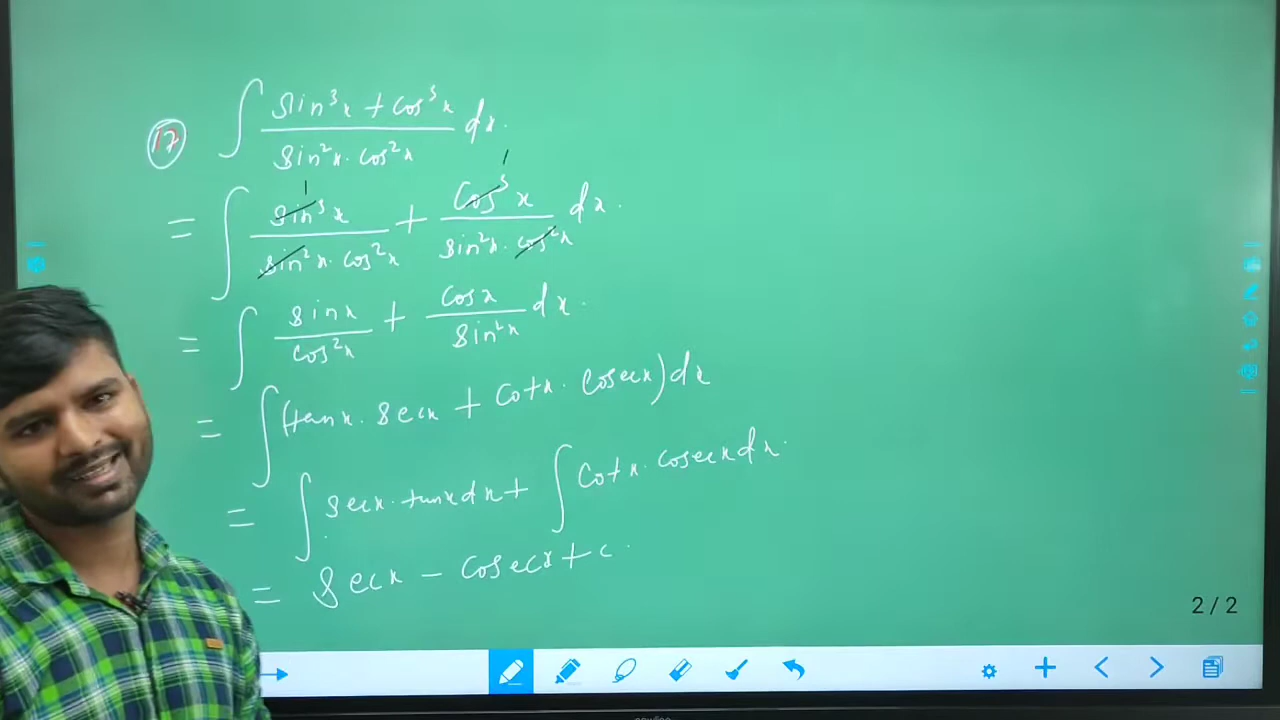 17 ∫ (sin³x + cos³x)/(sin²x · cos²x) dx.
= ∫ sin³x/(sin²x · cos²x) + cos³x/(sin²x · cos²x) dx.
= ∫ sinx/cos²x + cosx/sin²x dx.
= ∫ (tanx · secx + cotx · cosecx) dx
= ∫ secx · tanx dx + ∫ cotx · cosecx dx.
= secx − cosecx + c.
2/2